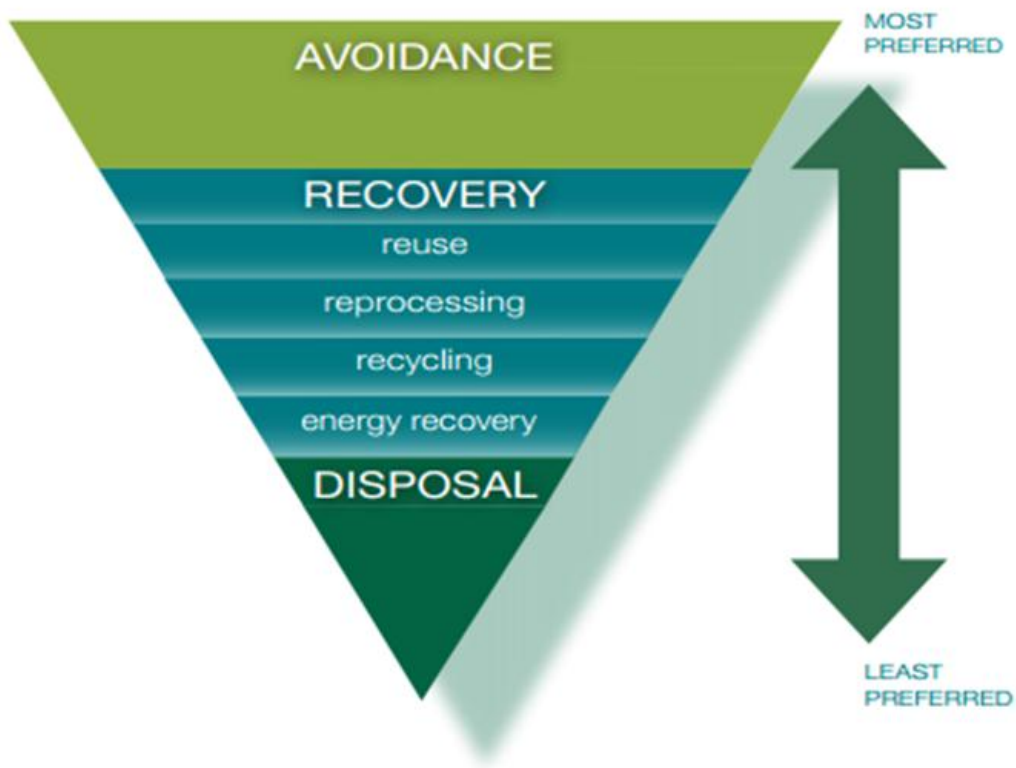 AVOIDANCE
RECOVERY
reuse
reprocessing
recycling
energy recovery
DISPOSAL
MOST
PREFERRED
LEAST
PREFERRED